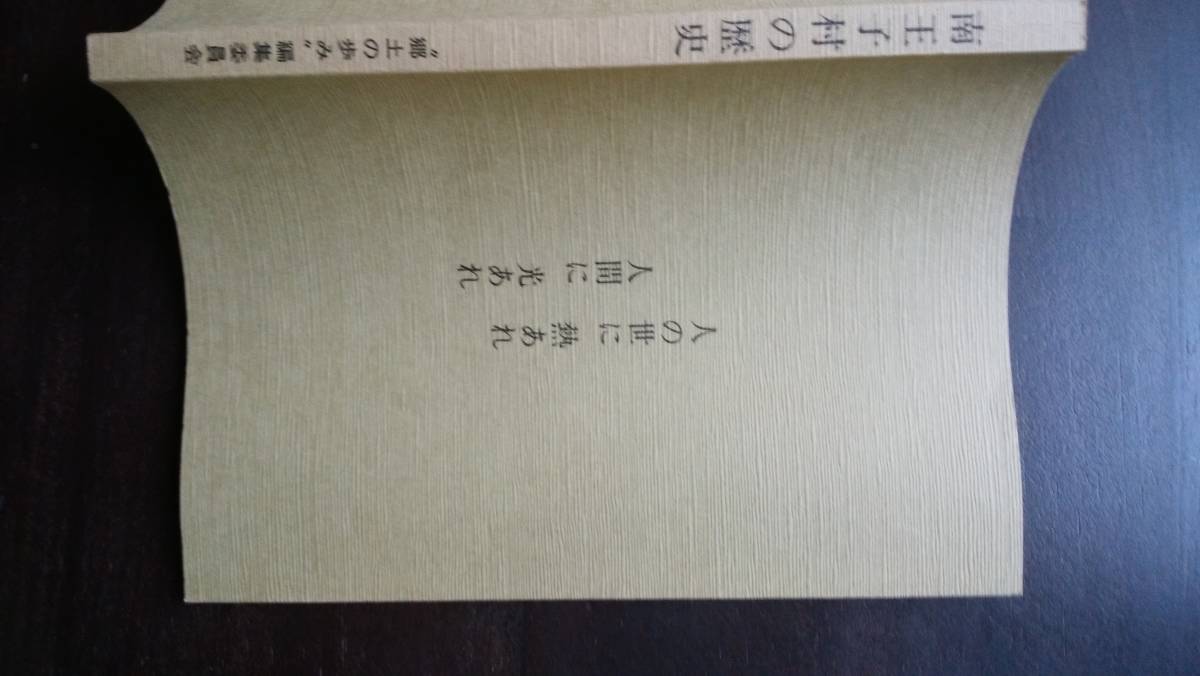 南王子村の歴史
"郷土の歩み"編集委員会
人の世に 熱あれ
人間に 光あれ